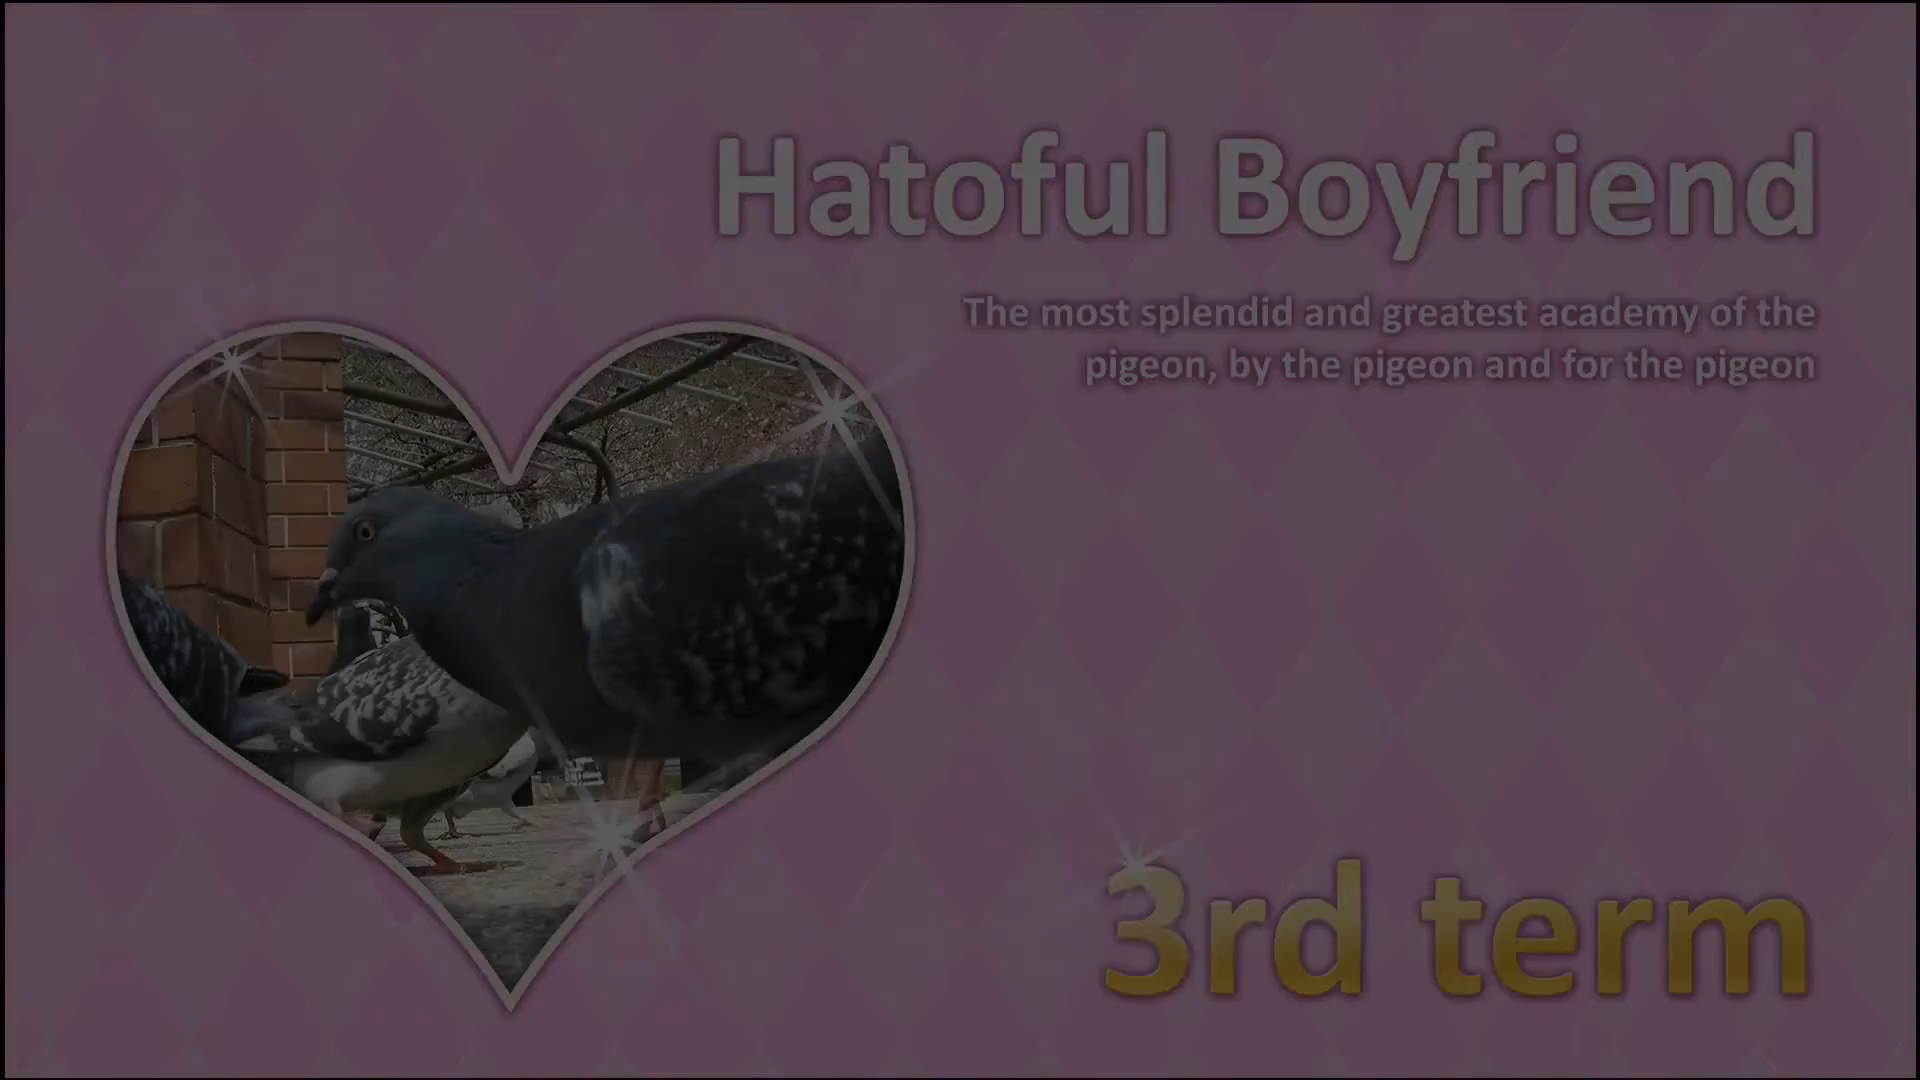 Hatoful Boyfriend
The most splendid and greatest academy of the
pigeon, by the pigeon and for the pigeon
3rd term